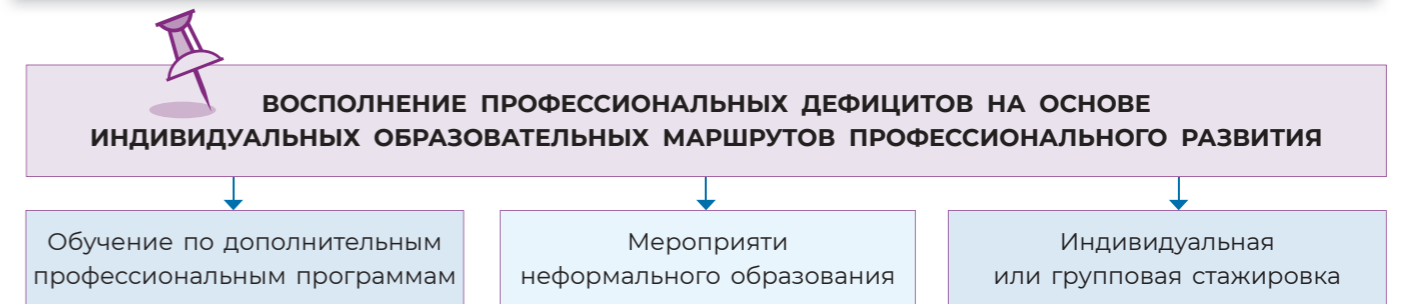 ВОСПОЛНЕНИЕ ПРОФЕССИОНАЛЬНЫХ ДЕФИЦИТОВ НА ОСНОВЕ
ИНДИВИДУАЛЬНЫХ ОБРАЗОВАТЕЛЬНЫХ МАРШРУТОВ ПРОФЕССИОНАЛЬНОГО РАЗВИТИЯ
Обучение по дополнительным
профессиональным программам
Мероприяти
неформального образования
Индивидуальная
или групповая стажировка